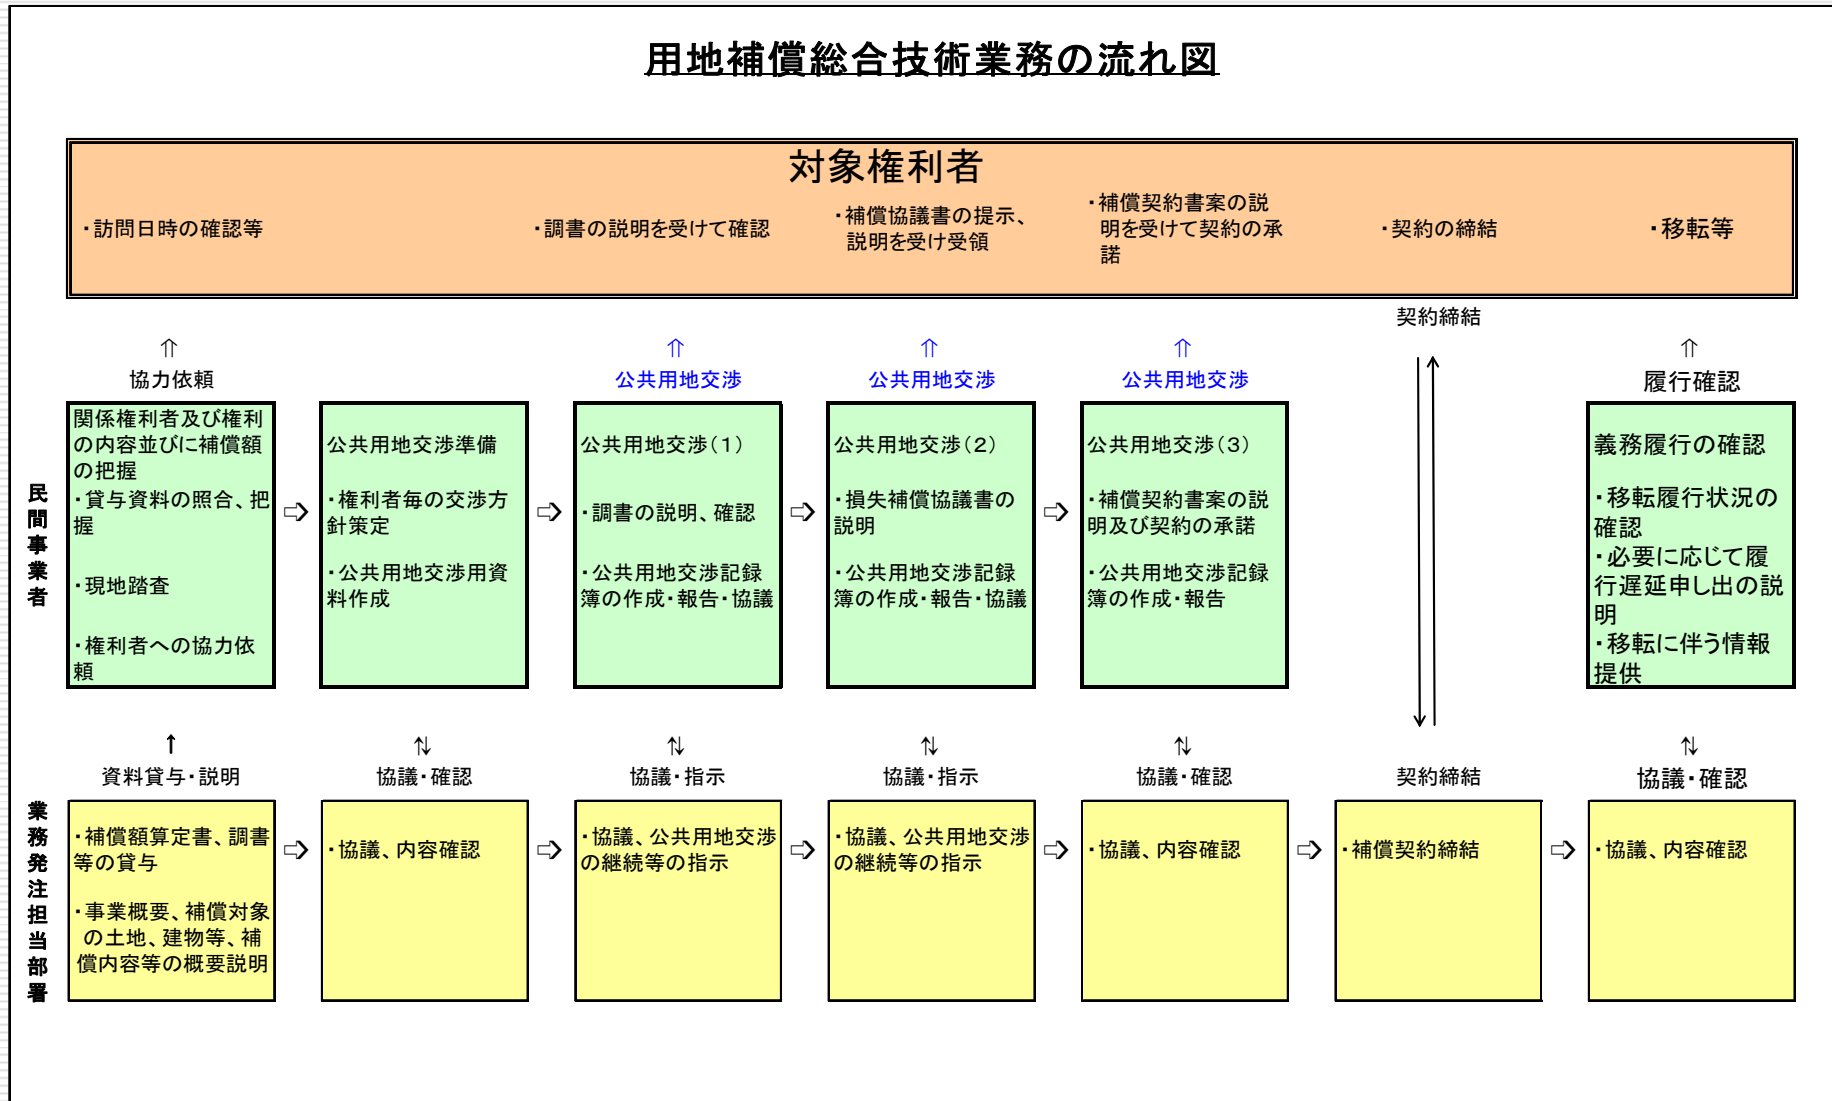 用地補償総合技術業務の流れ図
対象権利者
・訪問日時の確認等
・調書の説明を受けて確認
・補償協議書の提示、
説明を受け受領
・補償契約書案の説
明を受けて契約の承
諾
・契約の締結
・移転等
⇑
協力依頼
⇑
公共用地交渉
⇑
公共用地交渉
⇑
公共用地交渉
契約締結
⇑
履行確認
民間事業者
関係権利者及び権利
の内容並びに補償額
の把握
・貸与資料の照合、把
握
・現地踏査
・権利者への協力依
頼
⇨
公共用地交渉準備
・権利者毎の交渉方
針策定
・公共用地交渉用資
料作成
⇨
公共用地交渉（１）
・調書の説明、確認
・公共用地交渉記録
簿の作成・報告・協議
⇨
公共用地交渉（２）
・損失補償協議書の
説明
・公共用地交渉記録
簿の作成・報告・協議
⇨
公共用地交渉（３）
・補償契約書案の説
明及び契約の承諾
・公共用地交渉記録
簿の作成・報告
義務履行の確認
・移転履行状況の
確認
・必要に応じて履
行遅延申し出の説
明
・移転に伴う情報
提供
↑
資料貸与・説明
⇅
協議・確認
⇅
協議・指示
⇅
協議・指示
⇅
協議・確認
契約締結
⇅
協議・確認
業務発注担当部署
・補償額算定書、調書
等の貸与
・事業概要、補償対象
の土地、建物等、補
償内容等の概要説明
⇨
・協議、内容確認
⇨
・協議、公共用地交渉
の継続等の指示
⇨
・協議、公共用地交渉
の継続等の指示
⇨
・協議、内容確認
⇨
・補償契約締結
⇨
・協議、内容確認